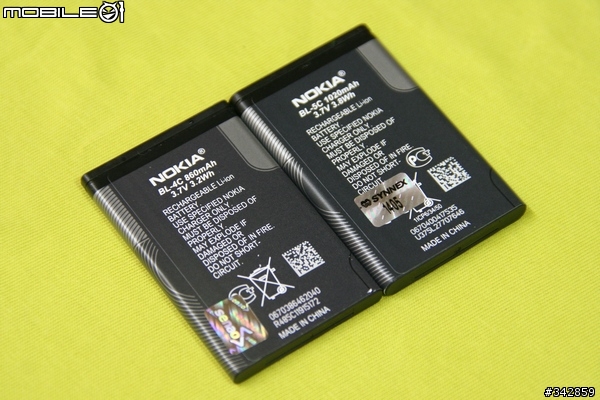 MOBILE01
NOKIA
BL-4C 860mAh
3.7V 3.2Wh
RECHARGEABLE Li-ion
BATTERY.
USE SPECIFIED NOKIA
CHARGER ONLY.
MUST BE DISPOSED OF
PROPERLY.
MAY EXPLODE IF
DAMAGED OR
DISPOSED OF IN FIRE.
DO NOT SHORT
CIRCUIT.
0670386462040
R485C11915172
MADE IN CHINA
NOKIA
BL-5C 1020mAh
3.7V 3.8Wh
RECHARGEABLE Li-ion
BATTERY.
USE SPECIFIED NOKIA
CHARGER ONLY.
MUST BE DISPOSED OF
PROPERLY.
MAY EXPLODE IF
DAMAGED OR
DISPOSED OF IN FIRE.
DO NOT SHORT
CIRCUIT.
SYNNEX
MADE IN CHINA
#342859